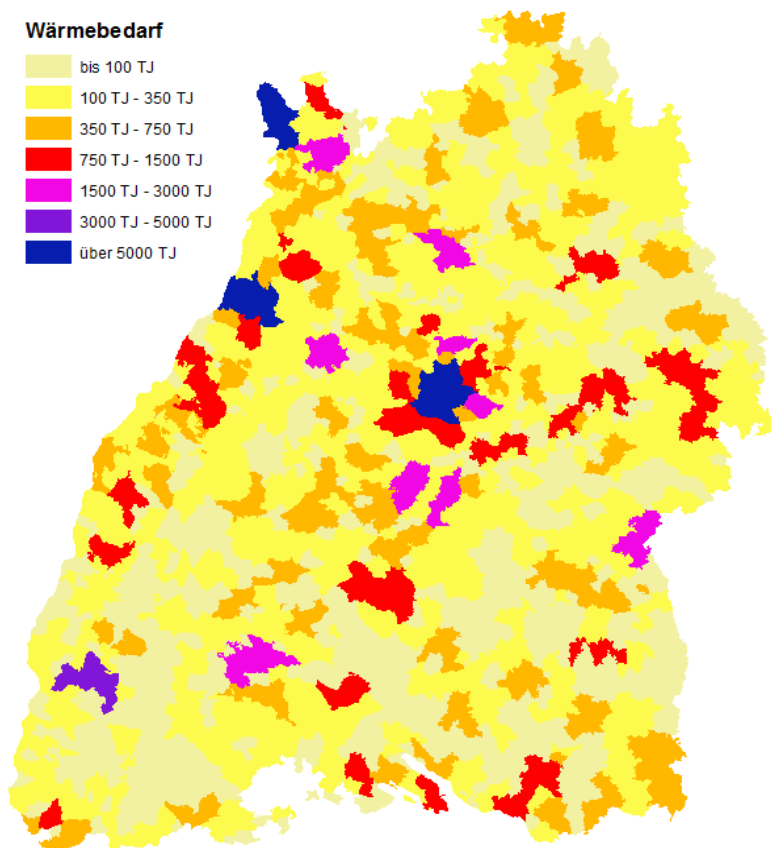 Wärmebedarf
bis 100 TJ
100 TJ - 350 TJ
350 TJ - 750 TJ
750 TJ - 1500 TJ
1500 TJ - 3000 TJ
3000 TJ - 5000 TJ
über 5000 TJ